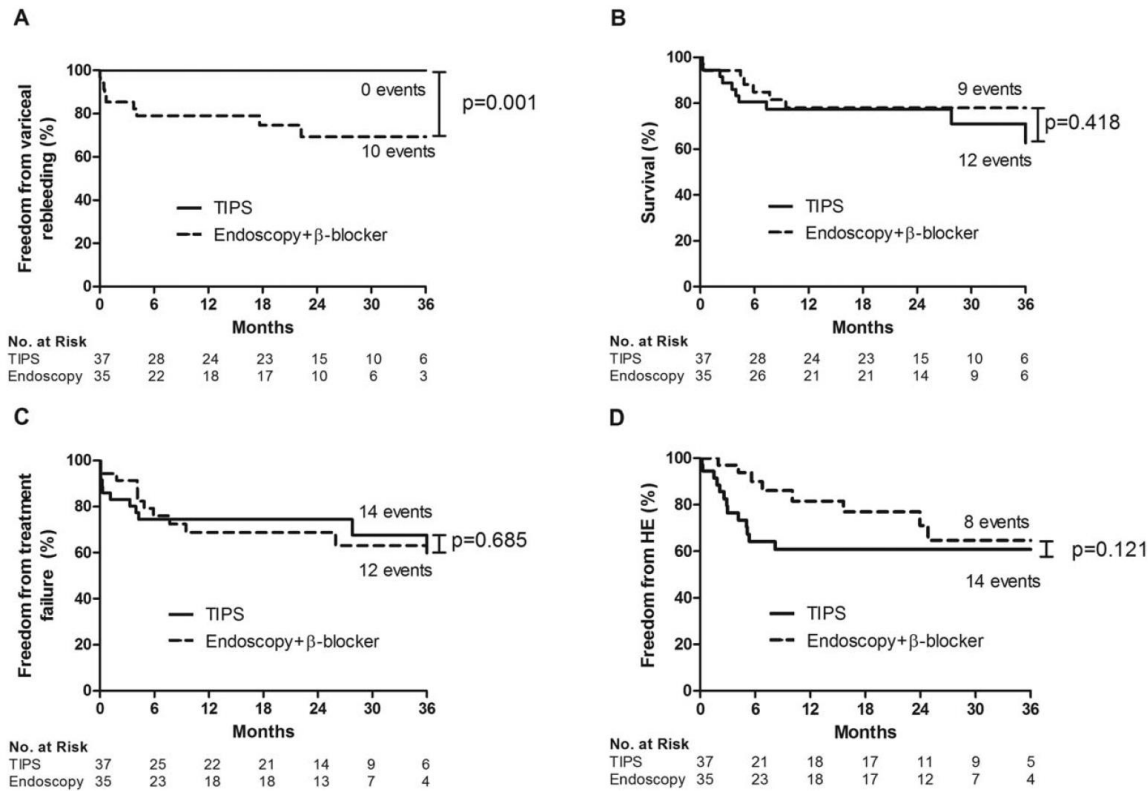 A
Freedom from variceal
rebleeding (%)
100
80
60
60
80
0
0 events
10 events
p=0.001
TIPS
Endoscopy+β-blocker
0 6 12 18 24 30 36
Months
No. at Risk
TIPS 37 28 24 23 15 10 6
Endoscopy 35 22 18 17 10 6 3
B
Survival (%)
100
80
60
60
80
0
9 events
12 events
p=0.418
TIPS
Endoscopy+β-blocker
0 6 12 18 24 30 36
Months
No. at Risk
TIPS 37 28 24 23 15 10 6
Endoscopy 35 26 21 21 14 9 6
C
Freedom from treatment
failure (%)
100
80
60
60
80
0
14 events
12 events
p=0.685
TIPS
Endoscopy+β-blocker
0 6 12 18 24 30 36
Months
No. at Risk
TIPS 37 25 22 21 14 9 6
Endoscopy 35 23 18 18 13 7 4
D
Freedom from HE (%)
100
80
60
60
80
0
8 events
14 events
p=0.121
TIPS
Endoscopy+β-blocker
0 6 12 18 24 30 36
Months
No. at Risk
TIPS 37 21 18 17 11 9 5
Endoscopy 35 23 18 17 12 7 4